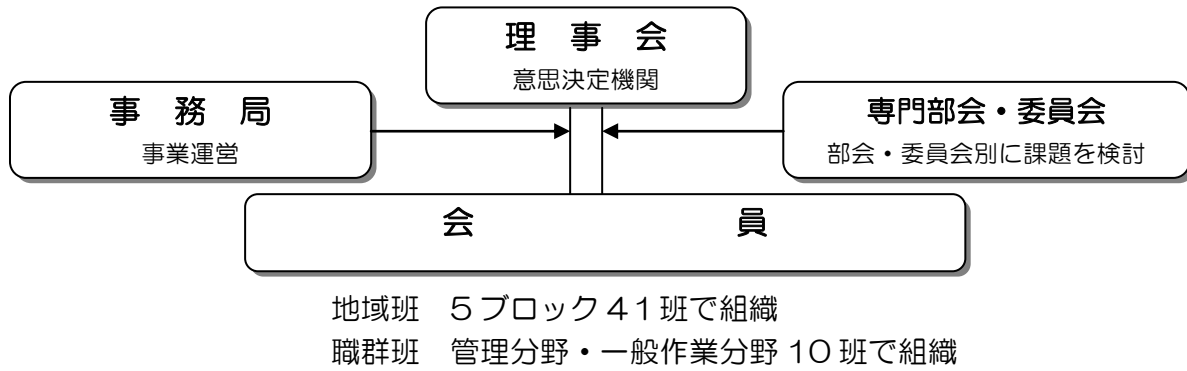 理 事 会
意思決定機関
事 務 局
事業運営
専門部会・委員会
部会・委員会別に課題を検討
会 員
地域班 5ブロック41班で組織
職群班 管理分野・一般作業分野 10班で組織